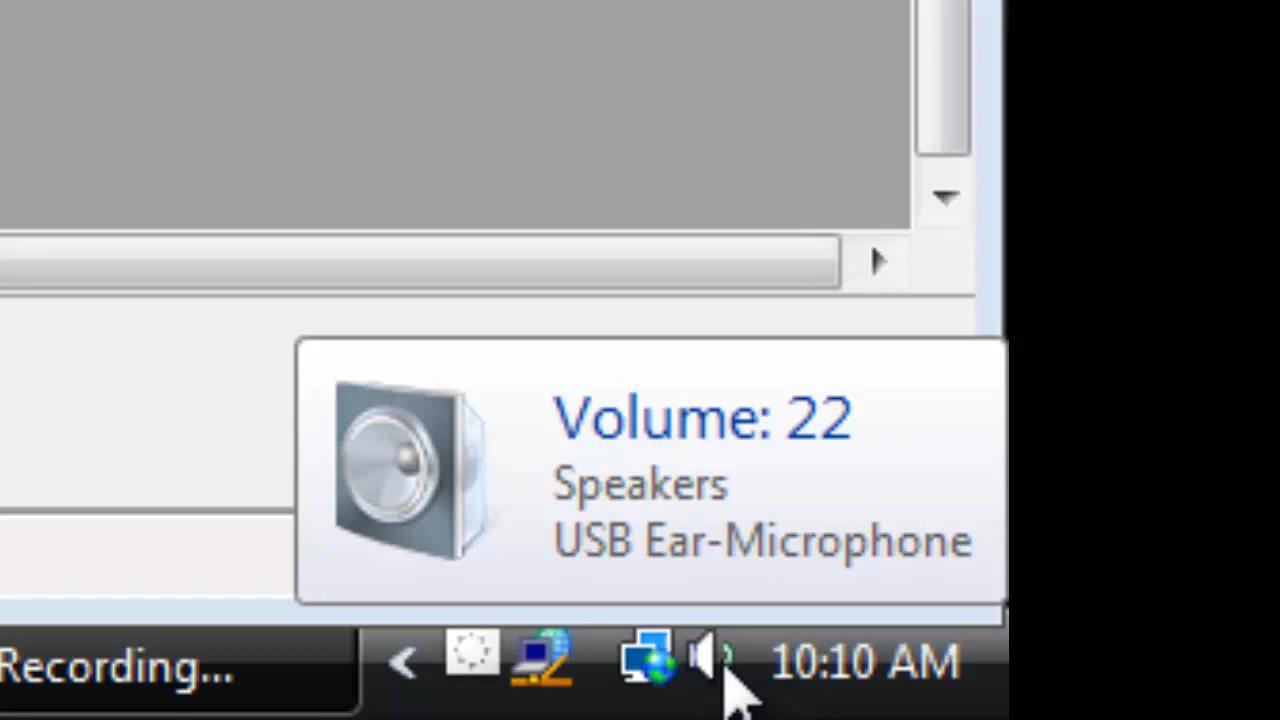 Volume: 22
Speakers
USB Ear-Microphone
Recording...
10:10 AM